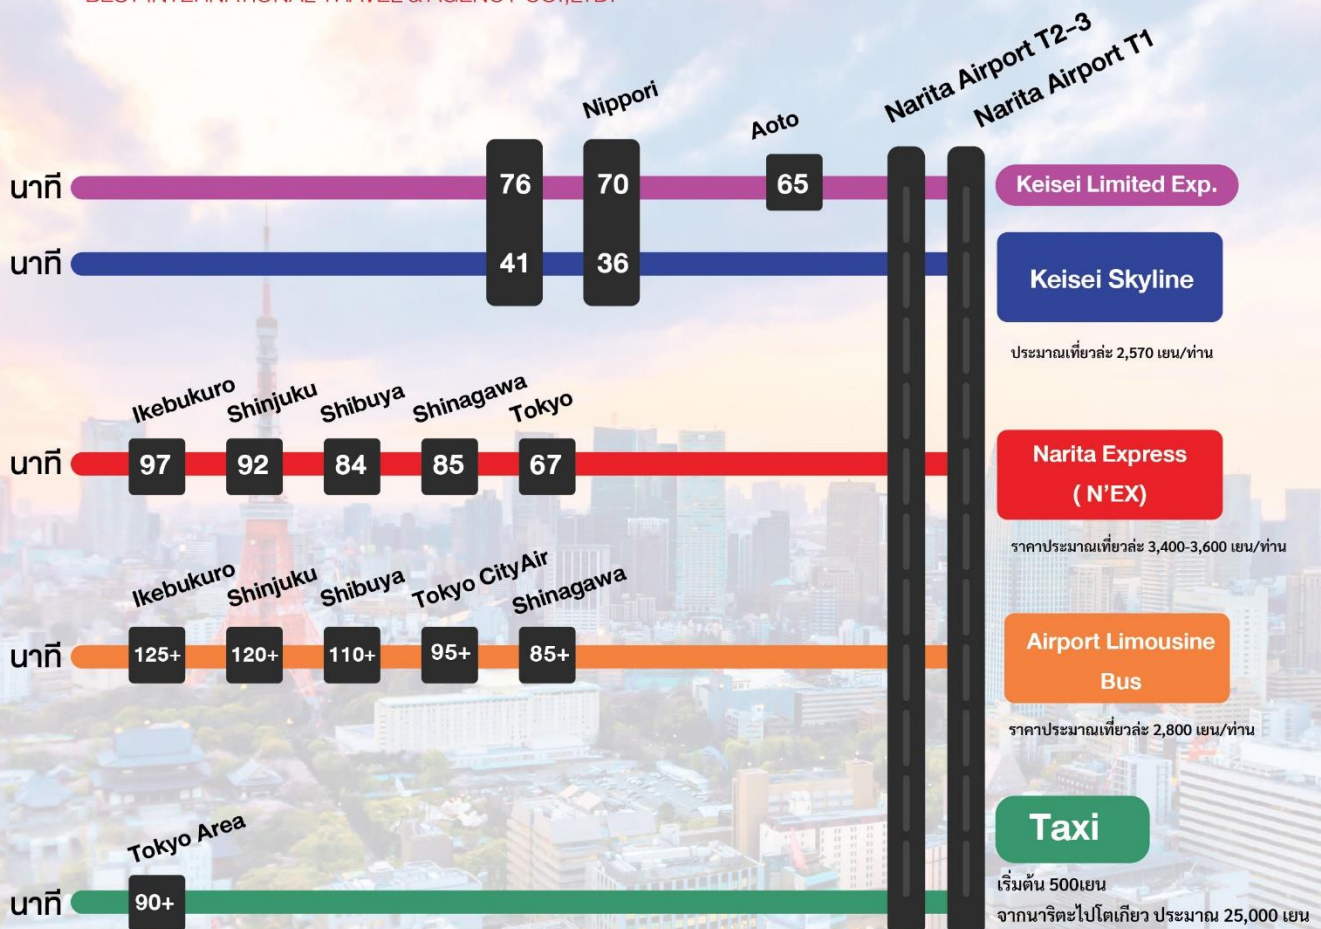 BEST INTERNATIONAL TRAVEL & AGENCY CO.,LTD.
Narita Airport T2-3
Narita Airport T1
Nippori
Aoto
นาที
76
70
65
Keisei Limited Exp.
นาที
41
36
Keisei Skyline
ประมาณเที่ยวล่ะ 2,570 เยน/ท่าน
Ikebukuro
Shinjuku
Shibuya
Shinagawa
Tokyo
นาที
97
92
84
85
67
Narita Express
( N'EX)
ราคาประมาณเที่ยวล่ะ 3,400-3,600 เยน/ท่าน
Ikebukuro
Shinjuku
Shibuya
Tokyo CityAir
Shinagawa
นาที
125+
120+
110+
95+
85+
Airport Limousine
Bus
ราคาประมาณเที่ยวล่ะ 2,800 เยน/ท่าน
Tokyo Area
นาที
90+
Taxi
เริ่มต้น 500เยน
จากนาริตะไปโตเกียว ประมาณ 25,000 เยน